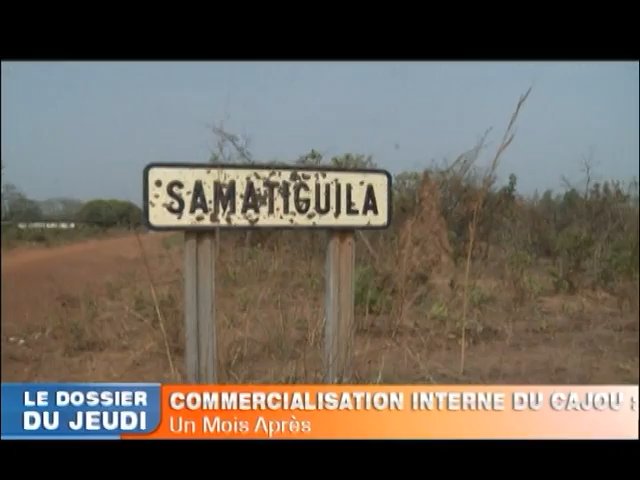 SAMATIGUILA
LE DOSSIER
DU JEUDI
COMMERCIALISATION INTERNE DU CAJOU :
Un Mois Après